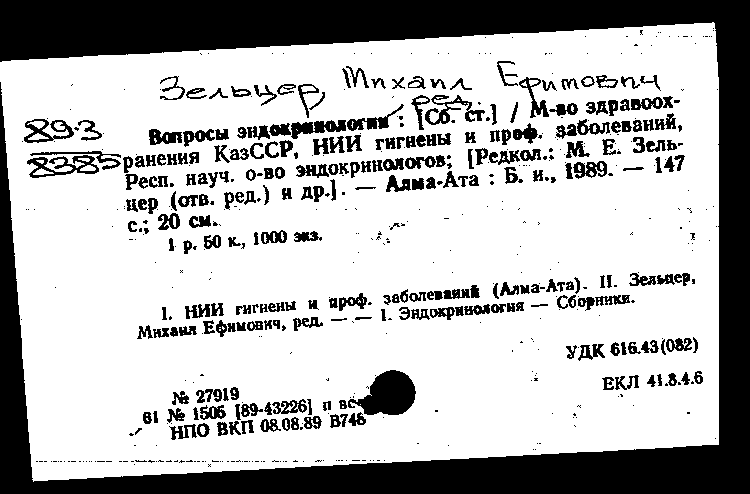 Зельцер, Михаил Ефимович
ред.
89-3
8385
Вопросы эндокринологии : [Сб. ст.] / М-во здравоох-
ранения КазССР, НИИ гигиены и проф. заболеваний,
Респ. науч. о-во эндокринологов; [Редкол.: М. Е. Зель-
цер (отв. ред.) и др.]. — Алма-Ата : Б. и., 1989. — 147
с.; 20 см.
1 р. 50 к., 1000 экз.
I. НИИ гигиены и проф. заболеваний (Алма-Ата). II. Зельцер,
Михаил Ефимович, ред. — — 1. Эндокринология — Сборники.
УДК 616.43(082)
№ 27919
ЕКЛ 41.8.4.6
61 № 1505 [89-43226] п
НПО ВКП 08.08.89 В748